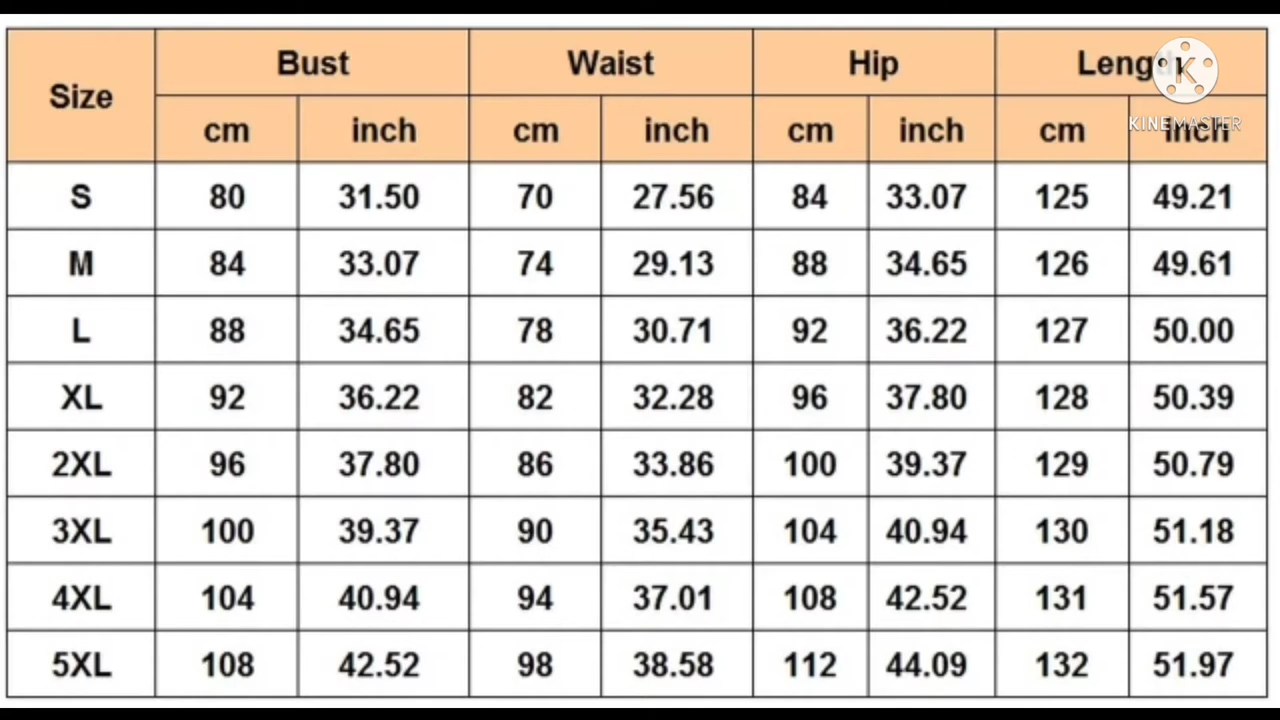 Size Bust Waist Hip Length
cm inch cm inch cm inch cm inch
K
KINEMASTER
S 80 31.50 70 27.56 84 33.07 125 49.21
M 84 33.07 74 29.13 88 34.65 126 49.61
L 88 34.65 78 30.71 92 36.22 127 50.00
XL 92 36.22 82 32.28 96 37.80 128 50.39
2XL 96 37.80 86 33.86 100 39.37 129 50.79
3XL 100 39.37 90 35.43 104 40.94 130 51.18
4XL 104 40.94 94 37.01 108 42.52 131 51.57
5XL 108 42.52 98 38.58 112 44.09 132 51.97